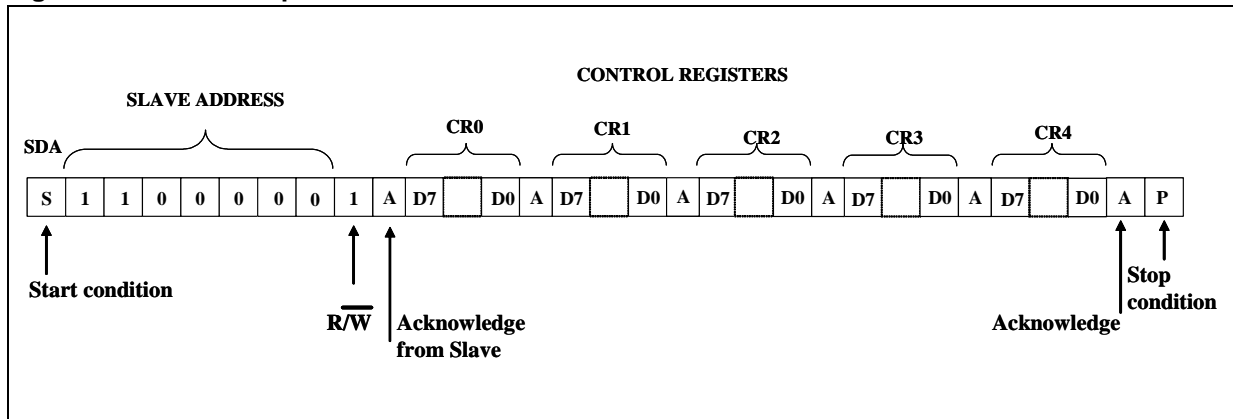 CONTROL REGISTERS
SLAVE ADDRESS
CR0 CR1 CR2 CR3 CR4
SDA
S 1 1 0 0 0 0 0 1 A D7 D0 A D7 D0 A D7 D0 A D7 D0 A D7 D0 A P
Start condition
R/W
Acknowledge
from Slave
Acknowledge
Stop
condition